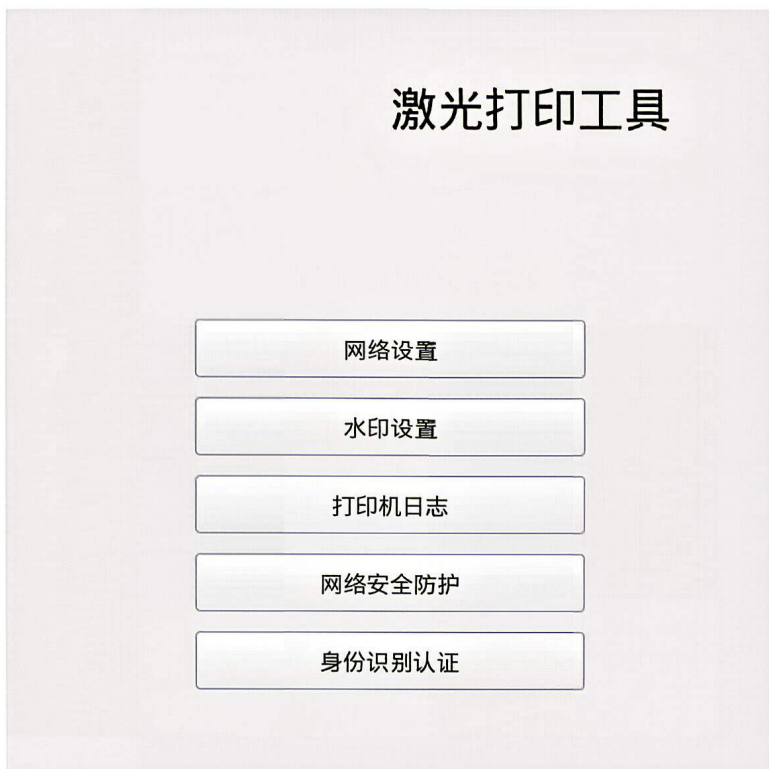 激光打印工具
网络设置
水印设置
打印机日志
网络安全防护
身份识别认证